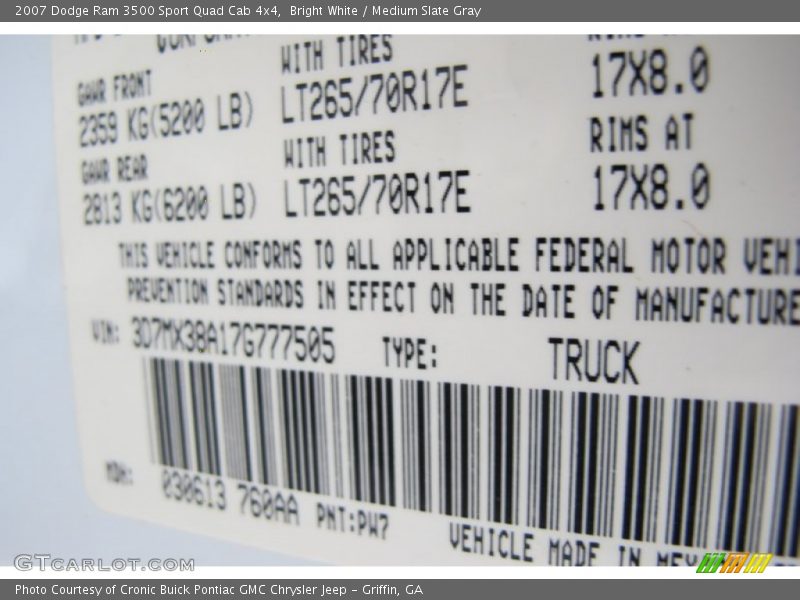 2007 Dodge Ram 3500 Sport Quad Cab 4x4,  Bright White / Medium Slate Gray
GAWR FRONT WITH TIRES
2359 KG(5200 LB) LT265/70R17E 17X8.0
GAWR REAR WITH TIRES RIMS AT
2813 KG(6200 LB) LT265/70R17E 17X8.0
THIS VEHICLE CONFORMS TO ALL APPLICABLE FEDERAL MOTOR VEHI
PREVENTION STANDARDS IN EFFECT ON THE DATE OF MANUFACTURE
VIN: 3D7MX38A17G777505 TYPE: TRUCK
MDH: 030613 760AA PNT:PW7
VEHICLE MADE IN MEX
GTcarlot.com
Photo Courtesy of Cronic Buick Pontiac GMC Chrysler Jeep – Griffin, GA